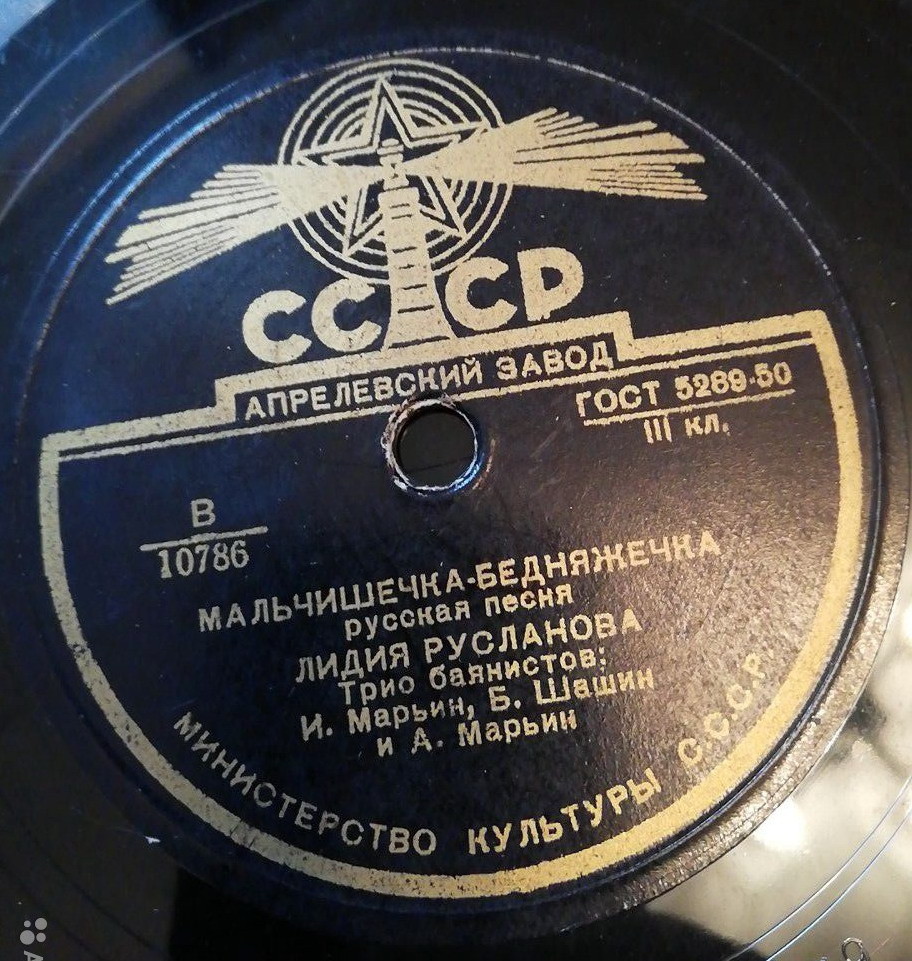 СССР
АПРЕЛЕВСКИЙ ЗАВОД
ГОСТ 5289-50
III кл.
В
10786
МАЛЬЧИШЕЧКА-БЕДНЯЖЕЧКА
русская песня
ЛИДИЯ РУСЛАНОВА
Трио баянистов:
И. Марьин, Б. Шашин
и А. Марьин
МИНИСТЕРСТВО КУЛЬТУРЫ С.С.С.Р.